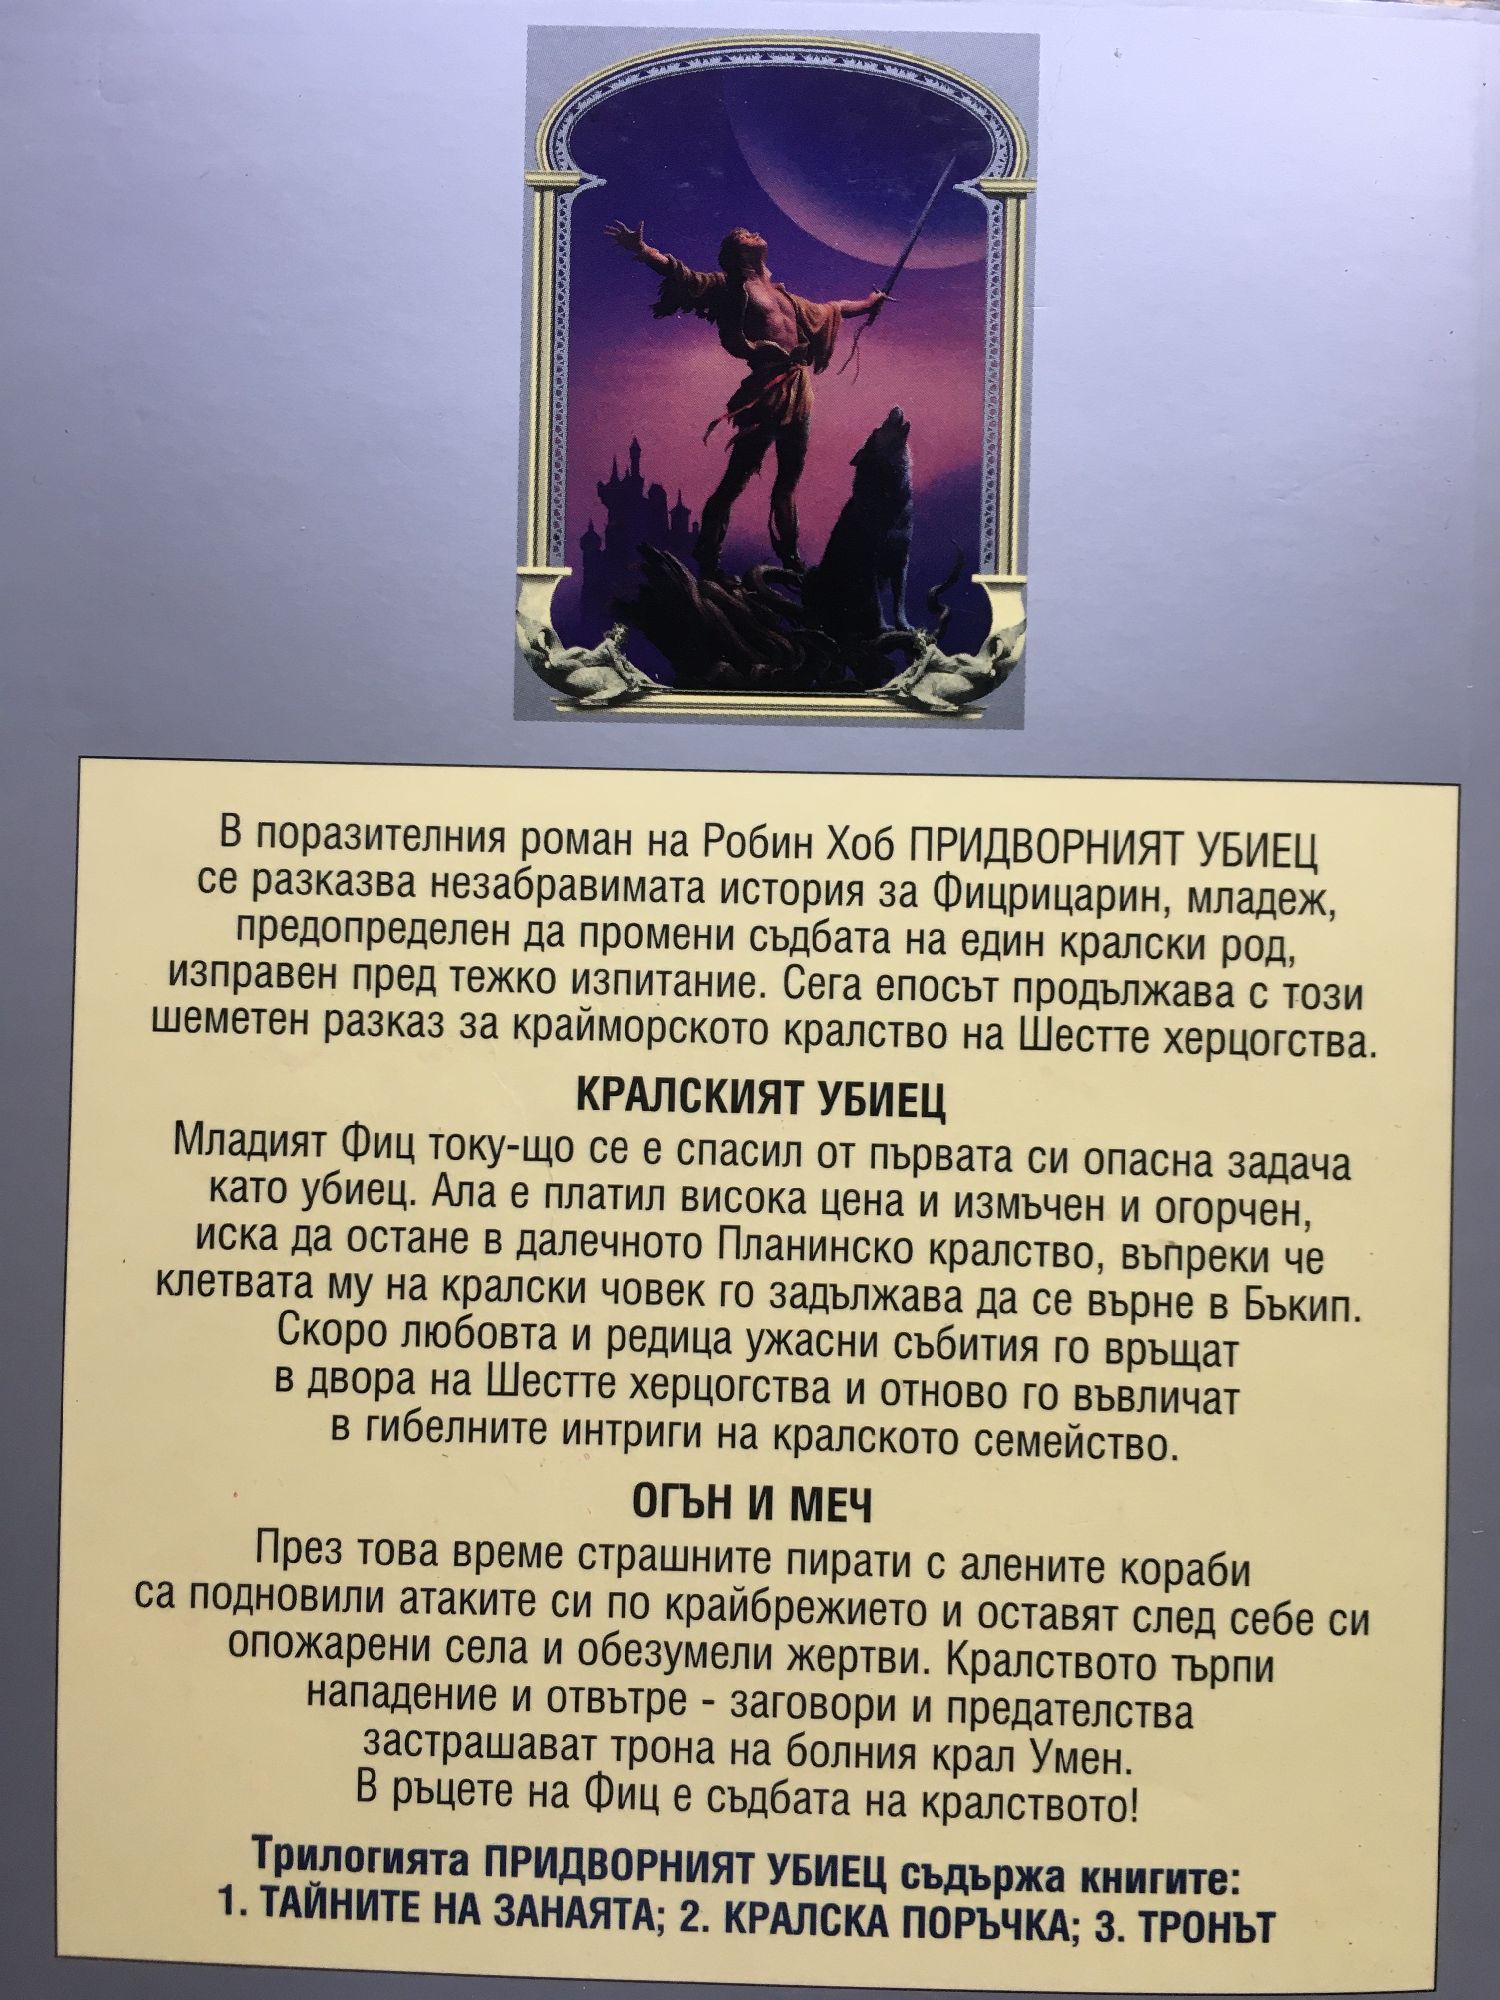 В поразителния роман на Робин Хоб ПРИДВОРНИЯТ УБИЕЦ
се разказва незабравимата история за Фицрицарин, младеж,
предопределен да промени съдбата на един кралски род,
изправен пред тежко изпитание. Сега епосът продължава с този
шеметен разказ за крайморското кралство на Шестте херцогства.
КРАЛСКИЯТ УБИЕЦ
Младият Фиц току-що се е спасил от първата си опасна задача
като убиец. Ала е платил висока цена и измъчен и огорчен,
иска да остане в далечното Планинско кралство, въпреки че
клетвата му на кралски човек го задължава да се върне в Бъкип.
Скоро любовта и редица ужасни събития го връщат
в двора на Шестте херцогства и отново го въвличат
в гибелните интриги на кралското семейство.
ОГЪН И МЕЧ
През това време страшните пирати с алените кораби
са подновили атаките си по крайбрежието и оставят след себе си
опожарени села и обезумели жертви. Кралството търпи
нападение и отвътре - заговори и предателства
застрашават трона на болния крал Умен.
В ръцете на Фиц е съдбата на кралството!
Трилогията ПРИДВОРНИЯТ УБИЕЦ съдържа книгите:
1. ТАЙНИТЕ НА ЗАНАЯТА; 2. КРАЛСКА ПОРЪЧКА; 3. ТРОНЪТ